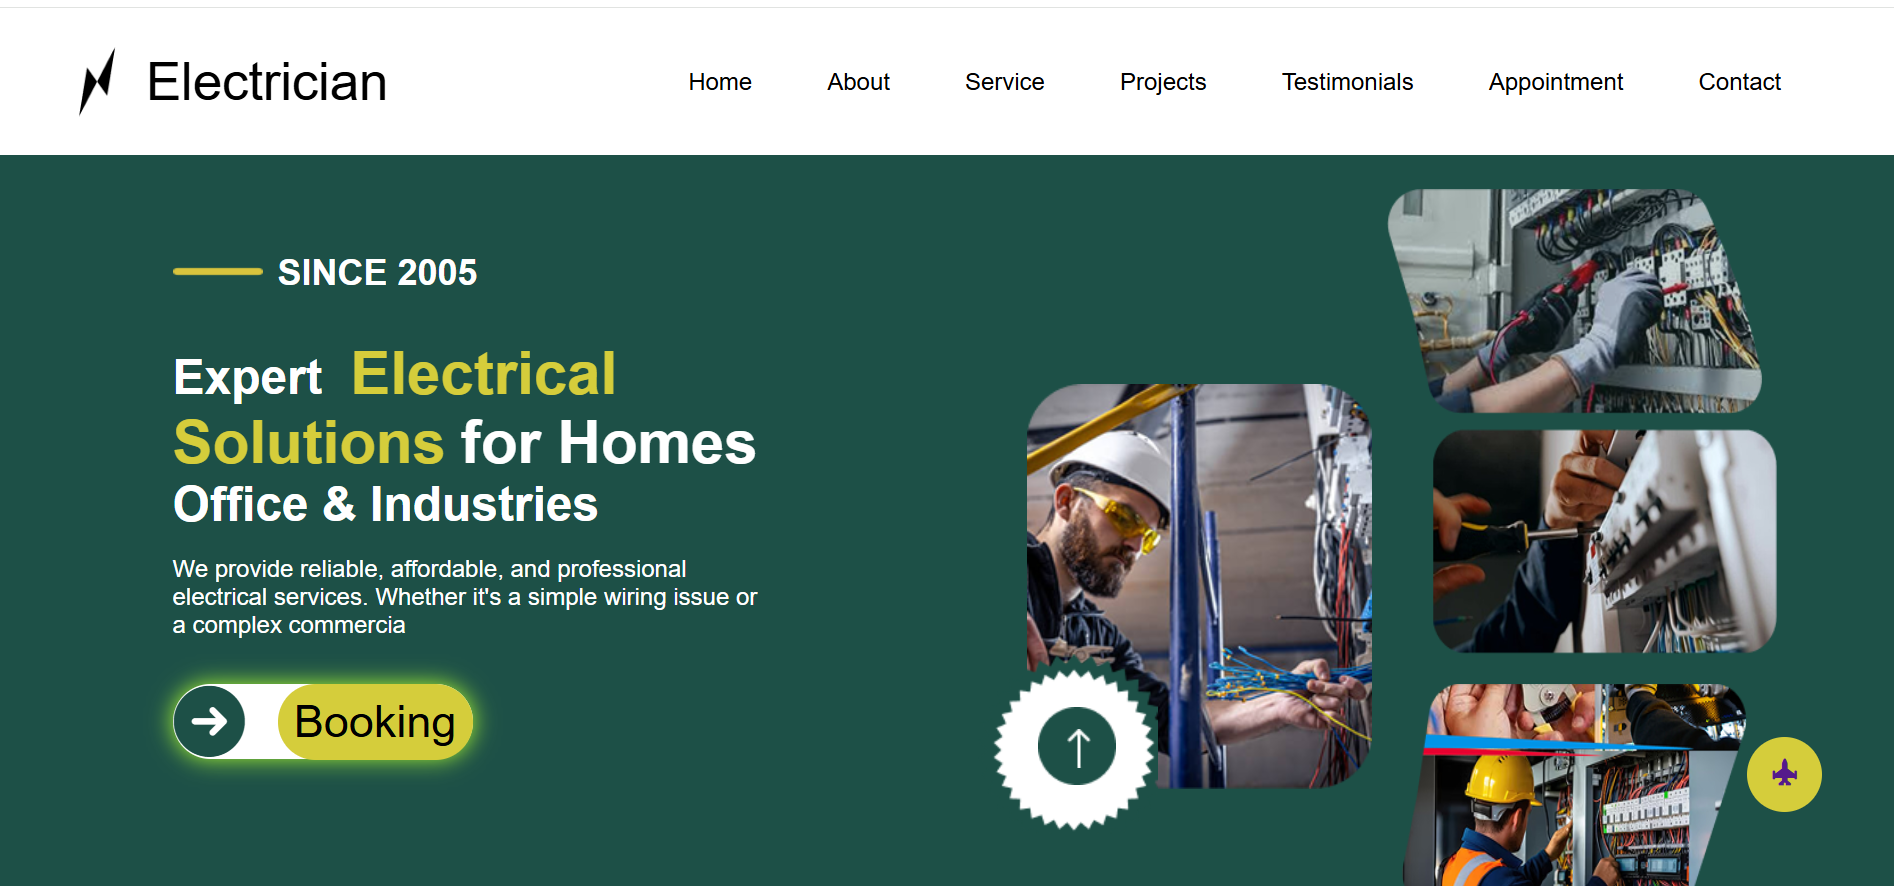 Electrician
Home About Service Projects Testimonials Appointment Contact
SINCE 2005
Expert Electrical
Solutions for Homes
Office & Industries
We provide reliable, affordable, and professional
electrical services. Whether it's a simple wiring issue or
a complex commercia
Booking